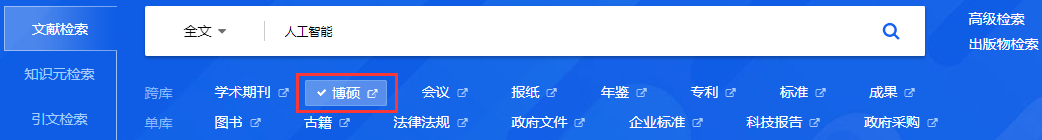 文献检索
知识元检索
引文检索
全文 人工智能
高级检索
出版物检索
跨库 学术期刊 博硕 会议 报纸 年鉴 专利 标准 成果
单库 图书 古籍 法律法规 政府文件 企业标准 科技报告 政府采购